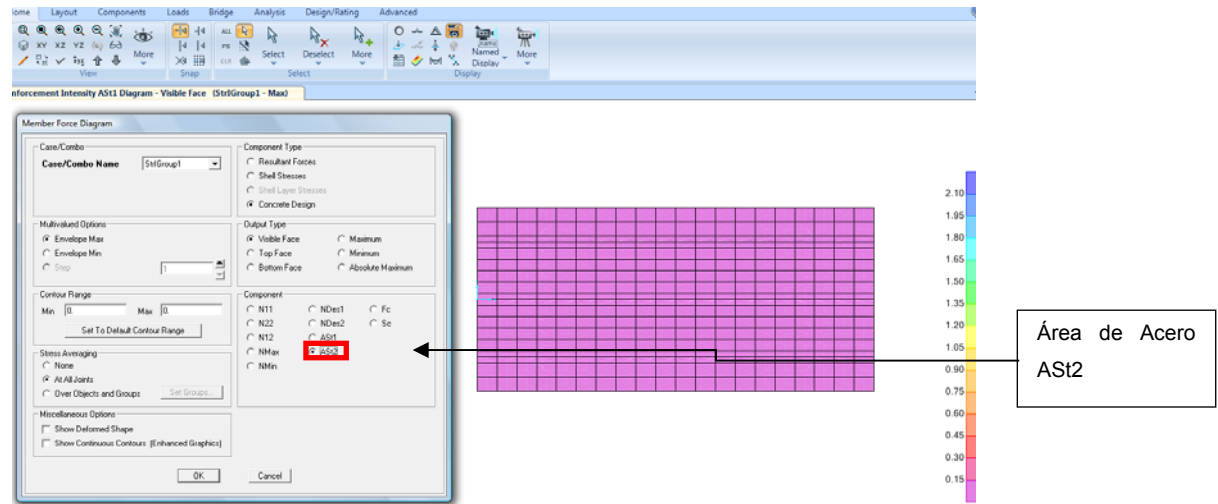 ome Layout Components Loads Bridge Analysis Design/Rating Advanced
XY XZ YZ
More
View
Snap
ALL
PS
CLR
Select
Deselect
More
Select
Named Display
More
Display
nforcement Intensity ASt1 Diagram - Visible Face (StrlGroup1 - Max)
Member Force Diagram
Case/Combo
Case/Combo Name StrlGroup1
Component Type
Resultant Forces
Shell Stresses
Shell Layer Stresses
Concrete Design
Multivalued Options
Envelope Max
Envelope Min
Step 1
Output Type
Visible Face Maximum
Top Face Minimum
Bottom Face Absolute Maximum
Contour Range
Min 0. Max 0.
Set To Default Contour Range
Component
N11 NDes1 Fc
N22 NDes2 Sc
N12 ASt1
NMax ASt2
NMin
Stress Averaging
None
At All Joints
Over Objects and Groups Set Groups...
Miscellaneous Options
Show Deformed Shape
Show Continuous Contours (Enhanced Graphics)
OK Cancel
2.10
1.95
1.80
1.65
1.50
1.35
1.20
1.05
0.90
0.75
0.60
0.45
0.30
0.15
Área de Acero
ASt2